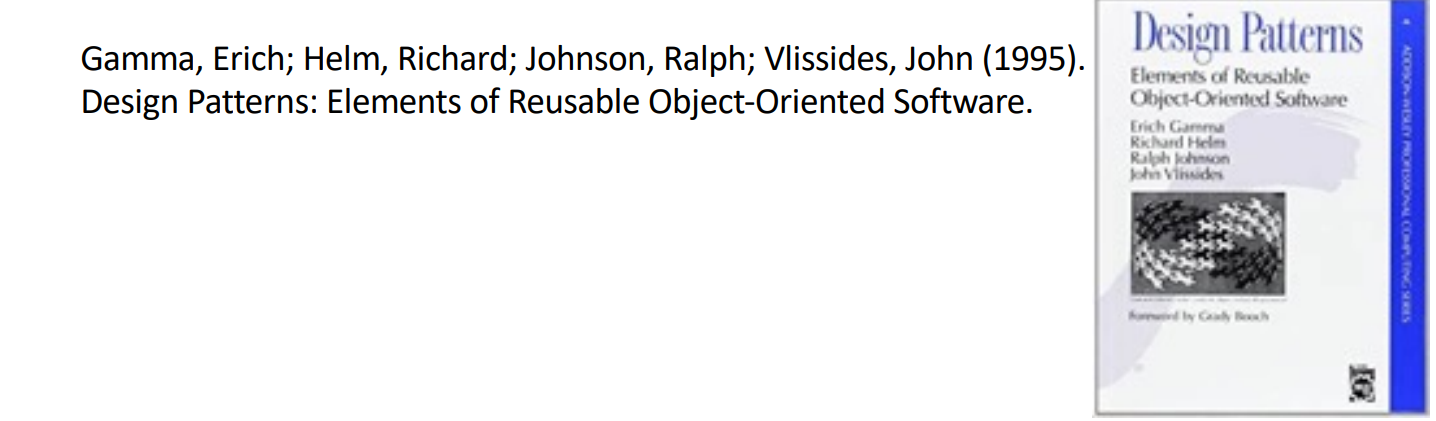 Gamma, Erich; Helm, Richard; Johnson, Ralph; Vlissides, John (1995).
Design Patterns: Elements of Reusable Object-Oriented Software.
Design Patterns
Elements of Reusable
Object-Oriented Software
Erich Gamma
Richard Helm
Ralph Johnson
John Vlissides
Foreword by Grady Booch
ADDISON-WESLEY PROFESSIONAL COMPUTING SERIES